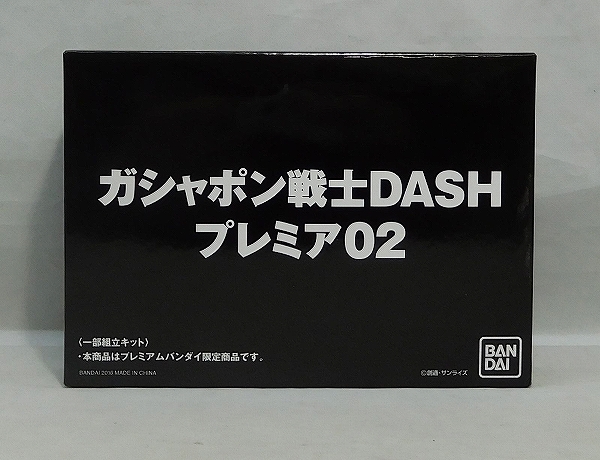 ガシャポン戦士DASH
プレミア02
〈一部組立キット〉
・本商品はプレミアムバンダイ限定商品です。
BANDAI MADE IN CHINA
©創通・サンライズ
BAN
DAI